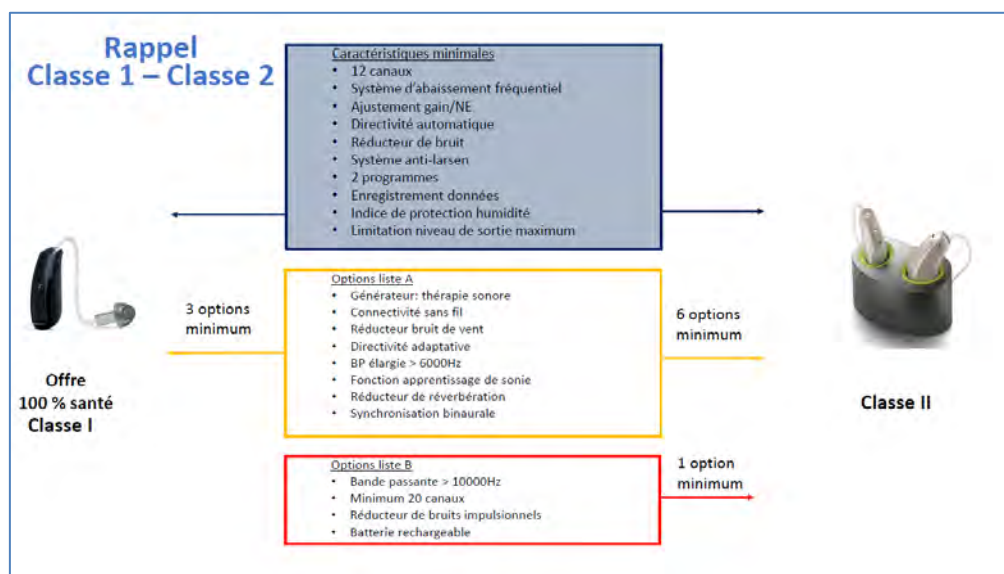 Rappel
Classe 1 – Classe 2
Caractéristiques minimales
• 12 canaux
• Système d'abaissement fréquentiel
• Ajustement gain/NE
• Directivité automatique
• Réducteur de bruit
• Système anti-larsen
• 2 programmes
• Enregistrement données
• Indice de protection humidité
• Limitation niveau de sortie maximum
3 options
minimum
Offre
100 % santé
Classe I
Options liste A
• Générateur: thérapie sonore
• Connectivité sans fil
• Réducteur bruit de vent
• Directivité adaptative
• BP élargie > 6000Hz
• Fonction apprentissage de sonie
• Réducteur de réverbération
• Synchronisation binaurale
6 options
minimum
Classe II
Options liste B
• Bande passante > 10000Hz
• Minimum 20 canaux
• Réducteur de bruits impulsionnels
• Batterie rechargeable
1 option
minimum